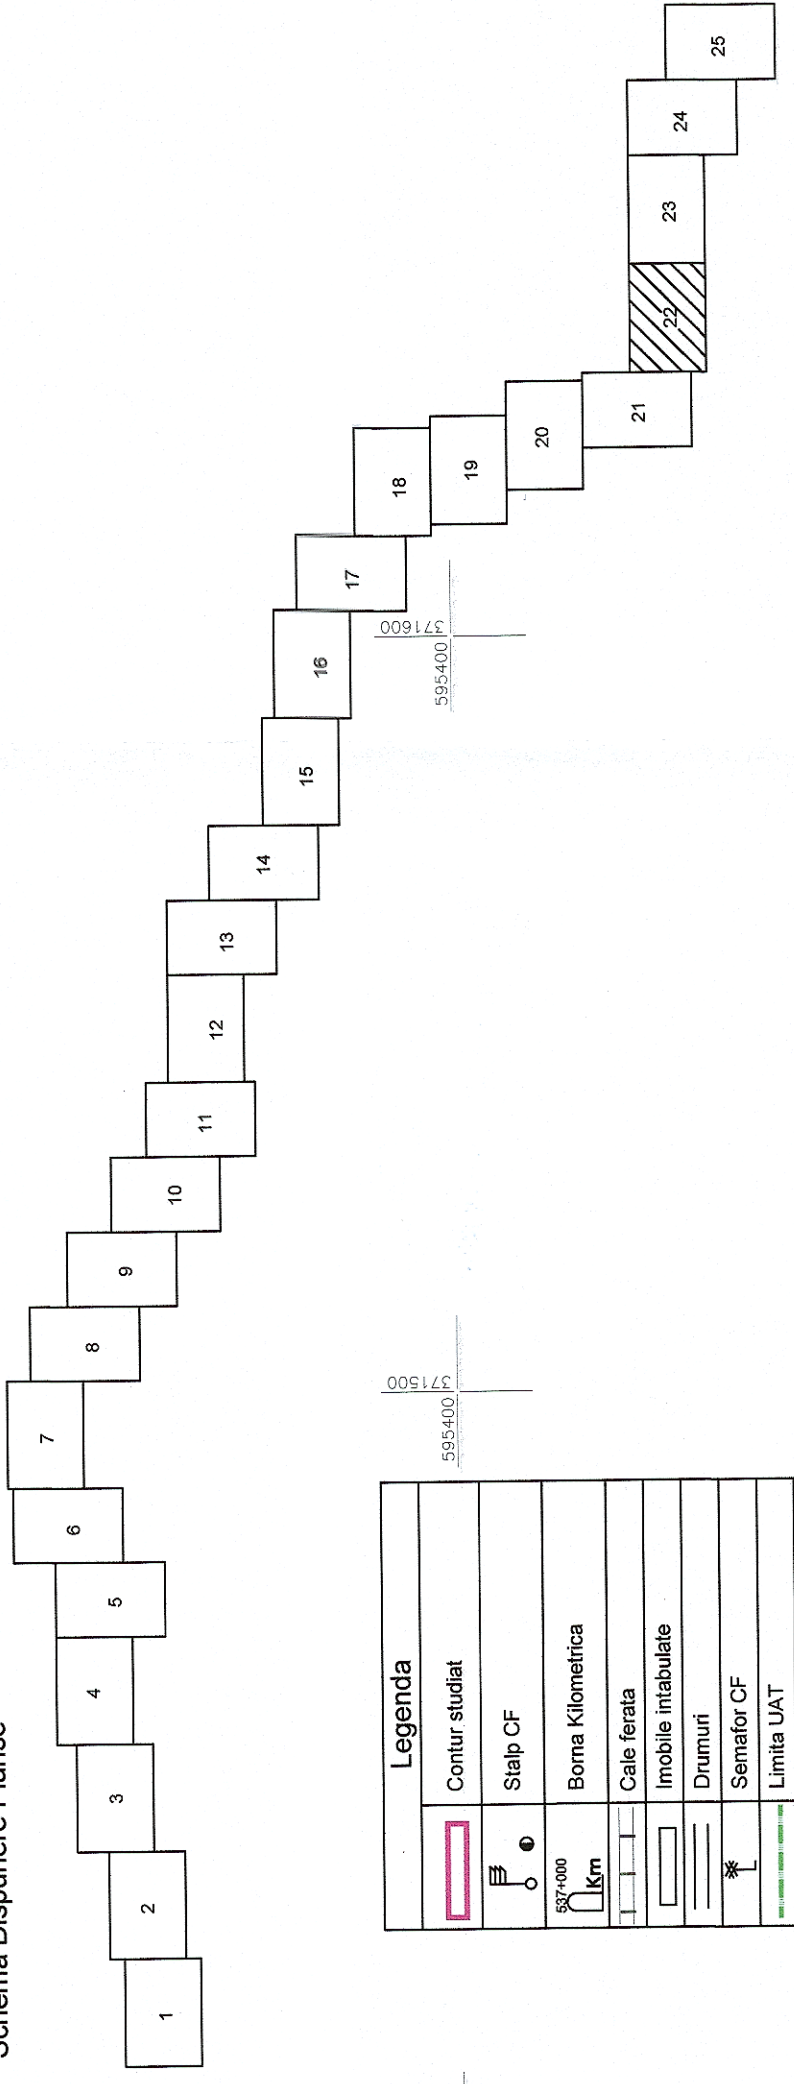 Schema Dispunere Planse
1
2
3
4
5
6
7
8
9
10
11
12
13
14
15
16
17
18
19
20
21
22
23
24
25
595400
371500
595400
371600
Legenda
Contur studiat
Stalp CF
537+000
Km
Borna Kilometrica
Cale ferata
Imobile intabulate
Drumuri
Semafor CF
Limita UAT